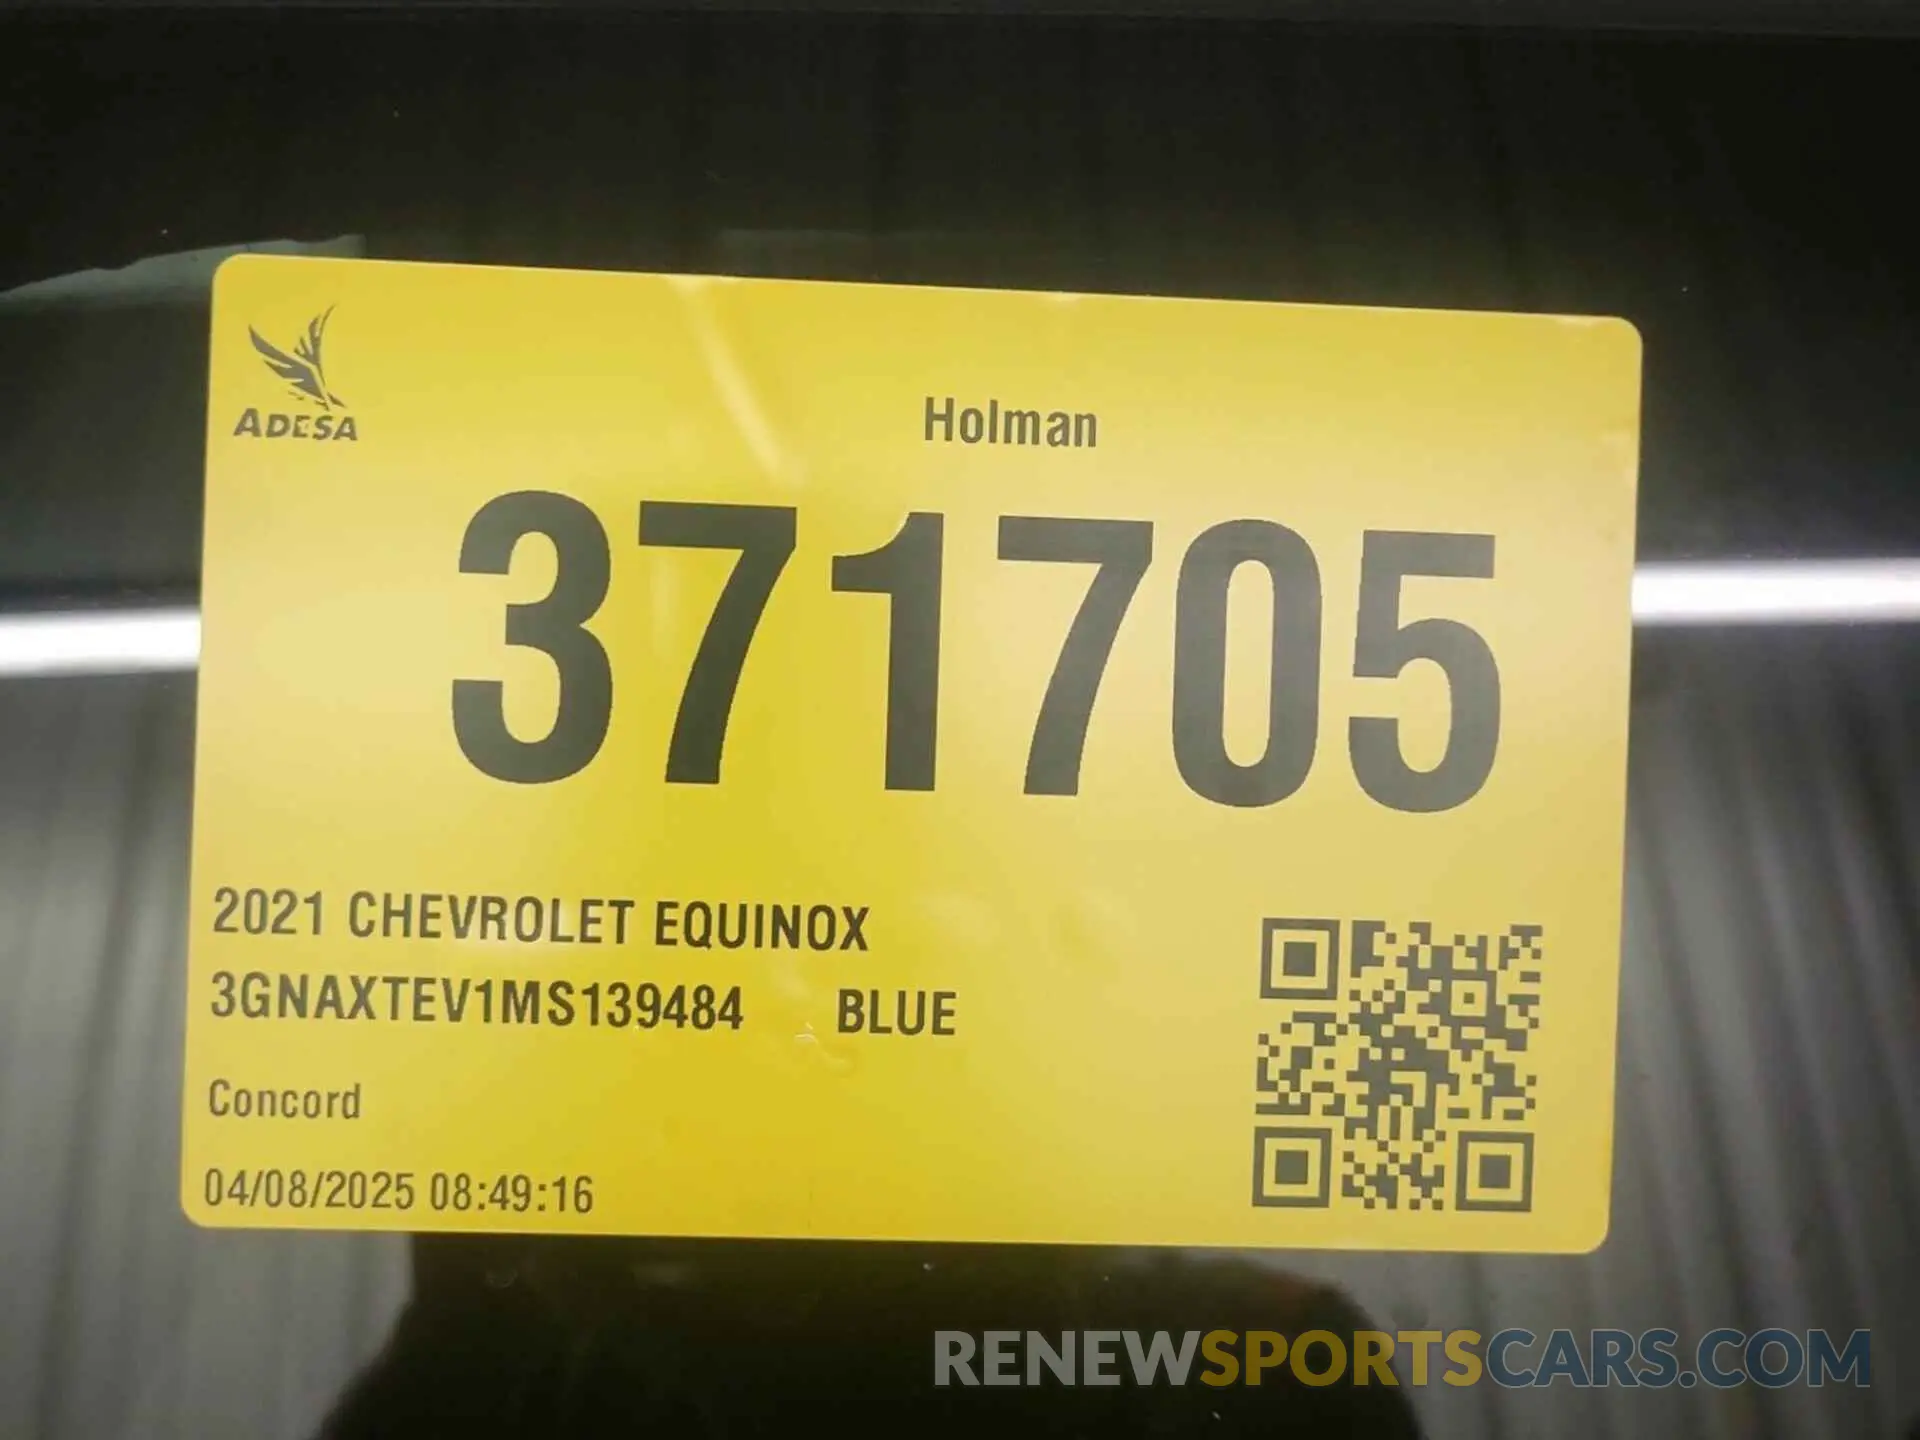 ADESA
Holman
371705
2021 CHEVROLET EQUINOX
3GNAXTEV1MS139484 BLUE
Concord
04/08/2025 08:49:16
RENEWSPORTSCARS.COM